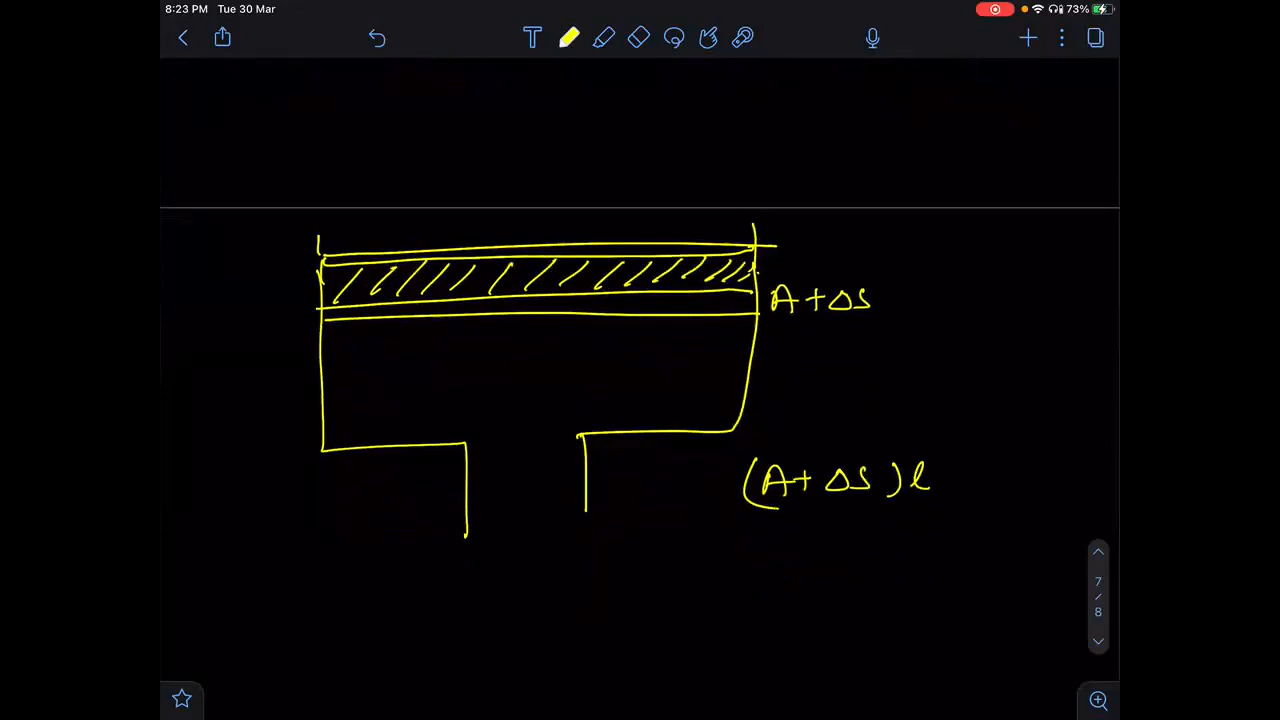 8:23 PM Tue 30 Mar
73%
T
A + ΔS
(A + ΔS) l
7
/
8